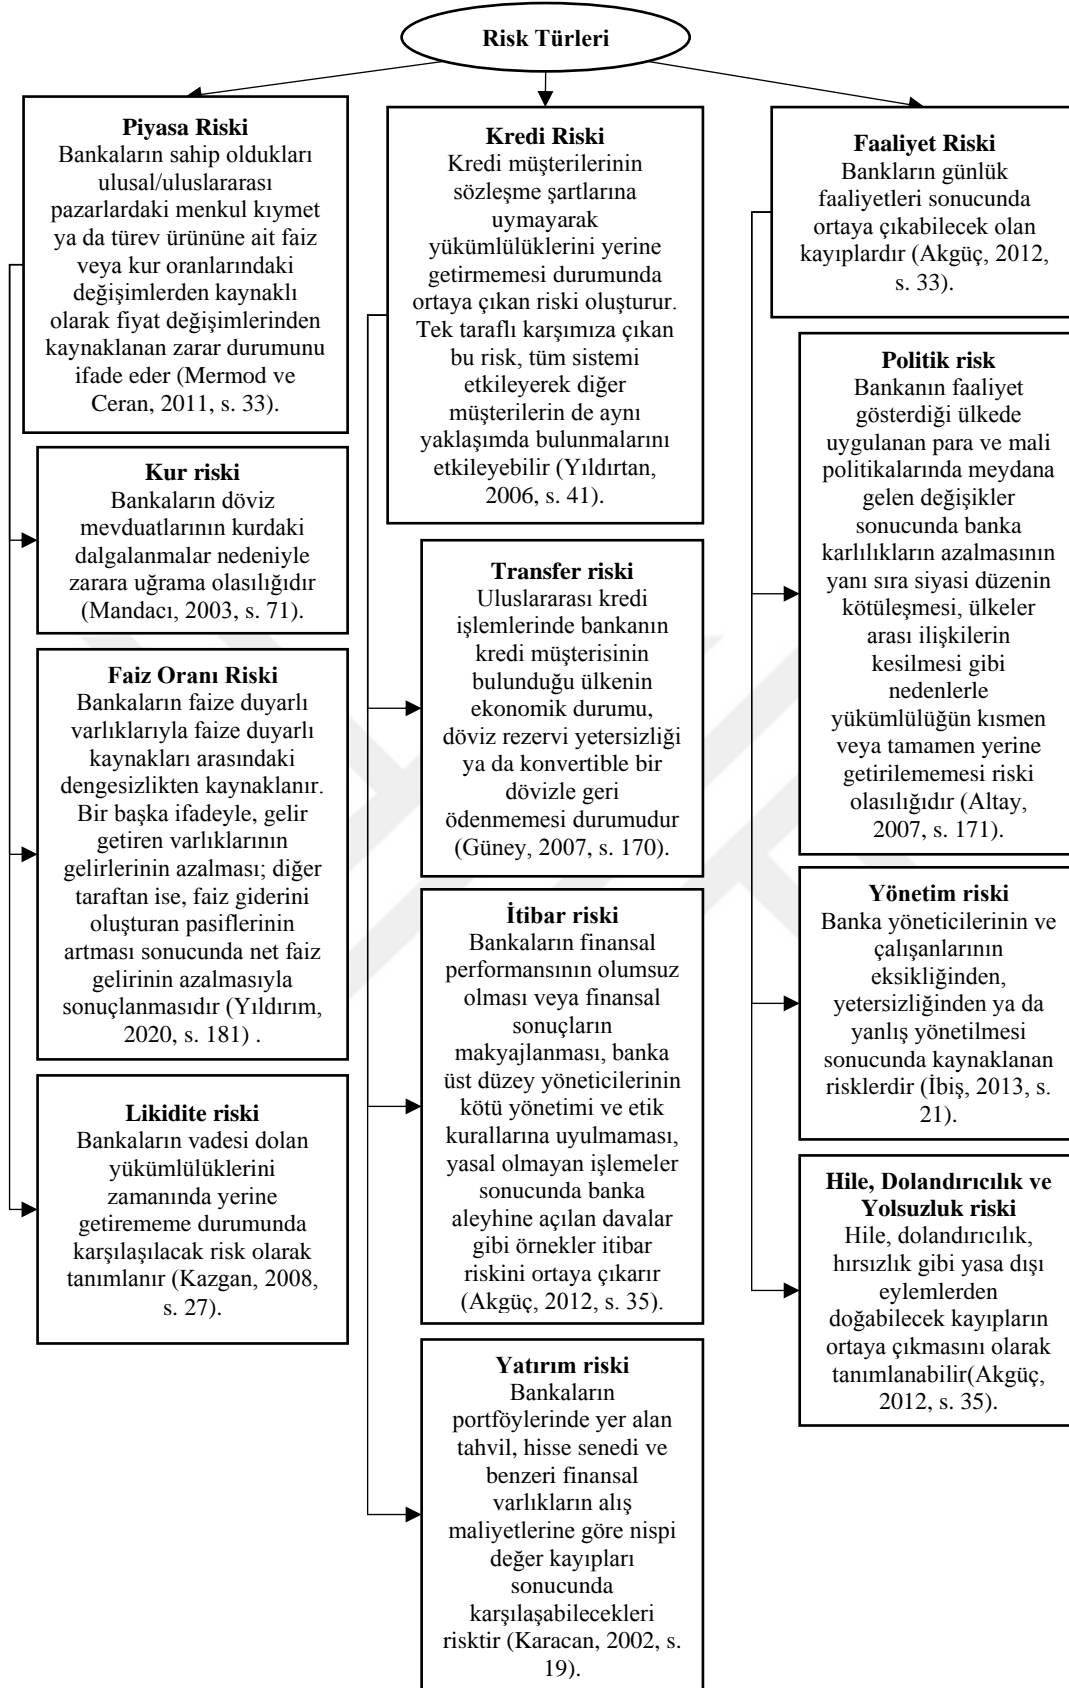 Risk Türleri
Piyasa Riski
Bankaların sahip oldukları
ulusal/uluslararası
pazarlardaki menkul kıymet
ya da türev ürününe ait faiz
veya kur oranlarındaki
değişimlerden kaynaklı
olarak fiyat değişimlerinden
kaynaklanan zarar durumunu
ifade eder (Mermod ve
Ceran, 2011, s. 33).
Kur riski
Bankaların döviz
mevduatlarının kurdaki
dalgalanmalar nedeniyle
zarara uğrama olasılığıdır
(Mandacı, 2003, s. 71).
Faiz Oranı Riski
Bankaların faize duyarlı
varlıklarıyla faize duyarlı
kaynakları arasındaki
dengesizlikten kaynaklanır.
Bir başka ifadeyle, gelir
getiren varlıklarının
gelirlerinin azalması; diğer
taraftan ise, faiz giderini
oluşturan pasiflerinin
artması sonucunda net faiz
gelirinin azalmasıyla
sonuçlanmasıdır (Yıldırım,
2020, s. 181) .
Likidite riski
Bankaların vadesi dolan
yükümlülüklerini
zamanında yerine
getirememe durumunda
karşılaşılacak risk olarak
tanımlanır (Kazgan, 2008,
s. 27).
Kredi Riski
Kredi müşterilerinin
sözleşme şartlarına
uymayarak
yükümlülüklerini yerine
getirmemesi durumunda
ortaya çıkan riski oluşturur.
Tek taraflı karşımıza çıkan
bu risk, tüm sistemi
etkileyerek diğer
müşterilerin de aynı
yaklaşımda bulunmalarını
etkileyebilir (Yıldırtan,
2006, s. 41).
Transfer riski
Uluslararası kredi
işlemlerinde bankanın
kredi müşterisinin
bulunduğu ülkenin
ekonomik durumu,
döviz rezervi yetersizliği
ya da konvertible bir
dövizle geri
ödenmemesi durumudur
(Güney, 2007, s. 170).
İtibar riski
Bankaların finansal
performansının olumsuz
olması veya finansal
sonuçların
makyajlanması, banka
üst düzey yöneticilerinin
kötü yönetimi ve etik
kurallarına uyulmaması,
yasal olmayan işlemeler
sonucunda banka
aleyhine açılan davalar
gibi örnekler itibar
riskini ortaya çıkarır
(Akgüç, 2012, s. 35).
Yatırım riski
Bankaların
portföylerinde yer alan
tahvil, hisse senedi ve
benzeri finansal
varlıkların alış
maliyetlerine göre nispi
değer kayıpları
sonucunda
karşılaşabilecekleri
risktir (Karacan, 2002, s.
19).
Faaliyet Riski
Bankların günlük
faaliyetleri sonucunda
ortaya çıkabilecek olan
kayıplardır (Akgüç, 2012,
s. 33).
Politik risk
Bankanın faaliyet
gösterdiği ülkede
uygulanan para ve mali
politikalarında meydana
gelen değişikler
sonucunda banka
karlılıkların azalmasının
yanı sıra siyasi düzenin
kötüleşmesi, ülkeler
arası ilişkilerin
kesilmesi gibi
nedenlerle
yükümlülüğün kısmen
veya tamamen yerine
getirilememesi riski
olasılığıdır (Altay,
2007, s. 171).
Yönetim riski
Banka yöneticilerinin ve
çalışanlarının
eksikliğinden,
yetersizliğinden ya da
yanlış yönetilmesi
sonucunda kaynaklanan
risklerdir (İbiş, 2013, s.
21).
Hile, Dolandırıcılık ve
Yolsuzluk riski
Hile, dolandırıcılık,
hırsızlık gibi yasa dışı
eylemlerden
doğabilecek kayıpların
ortaya çıkmasını olarak
tanımlanabilir(Akgüç,
2012, s. 35).